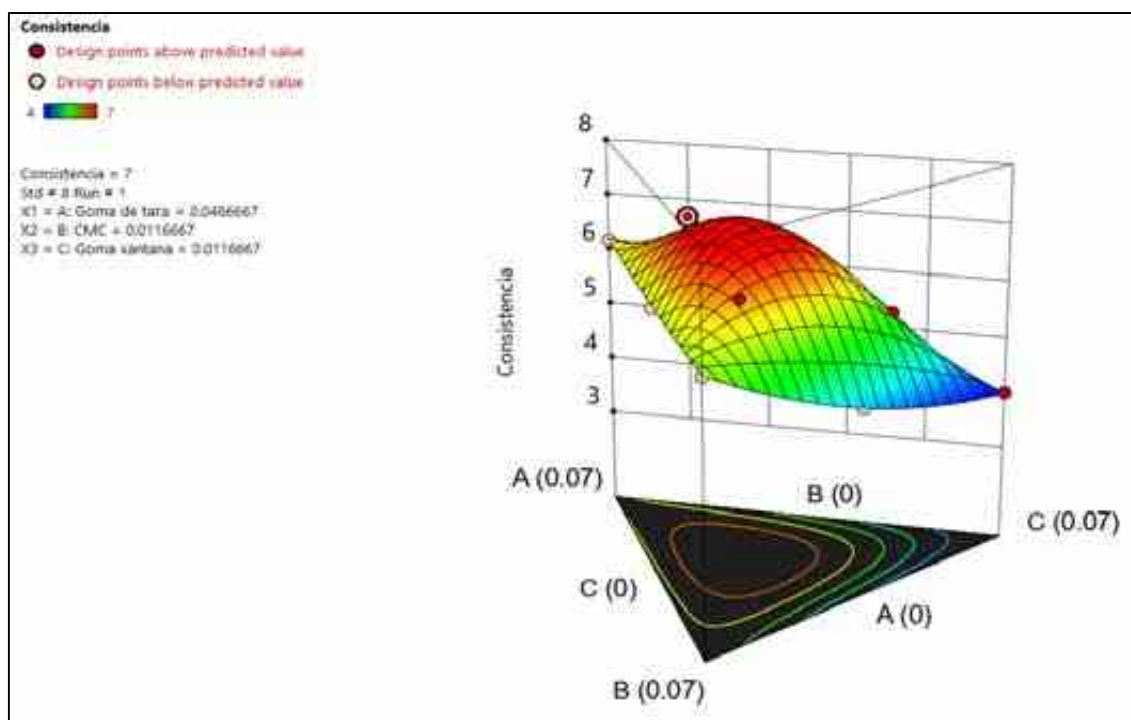 Consistencia
Design points above predicted value
Design points below predicted value
4 7
Consistencia = 7
Std # 8 Run # 1
X1 = A: Goma de tara = 0.0466667
X2 = B: CMC = 0.0116667
X3 = C: Goma xantana = 0.0116667
8
7
6
5
4
3
Consistencia
A (0.07)
B (0)
C (0.07)
C (0)
A (0)
B (0.07)